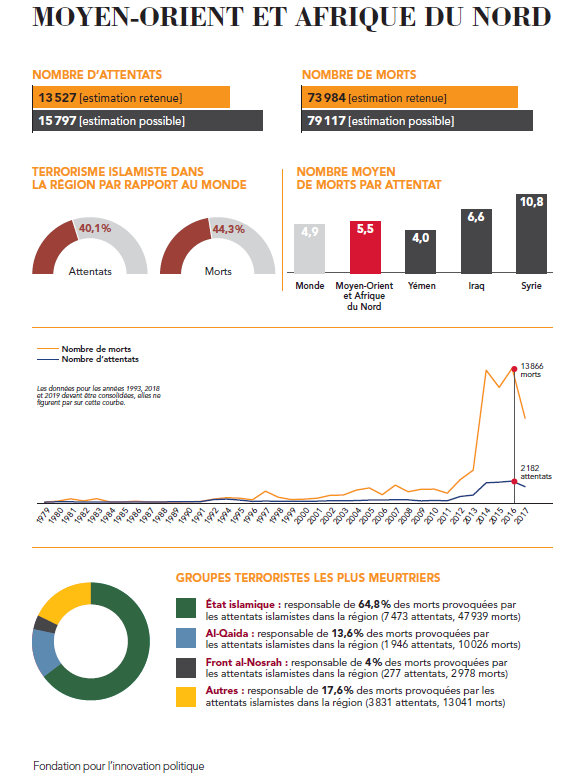 MOYEN-ORIENT ET AFRIQUE DU NORD
NOMBRE D'ATTENTATS
13 527 [estimation retenue]
15 797 [estimation possible]
NOMBRE DE MORTS
73 984 [estimation retenue]
79 117 [estimation possible]
TERRORISME ISLAMISTE DANS
LA RÉGION PAR RAPPORT AU MONDE
40,1%
Attentats
44,3%
Morts
NOMBRE MOYEN
DE MORTS PAR ATTENTAT
4,9
5,5
4,0
6,6
10,8
Monde
Moyen-Orient
et Afrique
du Nord
Yémen
Iraq
Syrie
Nombre de morts
Nombre d'attentats
Les données pour les années 1993, 2018
et 2019 devant être consolidées, elles ne
figurent par sur cette courbe.
13 866
morts
2 182
attentats
1979 1980 1981 1982 1983 1984 1985 1986 1987 1988 1989 1990 1991 1992 1994 1995 1996 1997 1998 1999 2000 2001 2002 2003 2004 2005 2006 2007 2008 2009 2010 2011 2012 2013 2014 2015 2016 2017
GROUPES TERRORISTES LES PLUS MEURTRIERS
État islamique : responsable de 64,8% des morts provoquées par
les attentats islamistes dans la région (7 473 attentats, 47 939 morts)
Al-Qaida : responsable de 13,6% des morts provoquées par
les attentats islamistes dans la région (1 946 attentats, 10 026 morts)
Front al-Nosrah : responsable de 4% des morts provoquées par
les attentats islamistes dans la région (277 attentats, 2 978 morts)
Autres : responsable de 17,6% des morts provoquées par les
attentats islamistes dans la région (3 831 attentats, 13 041 morts)
Fondation pour l'innovation politique